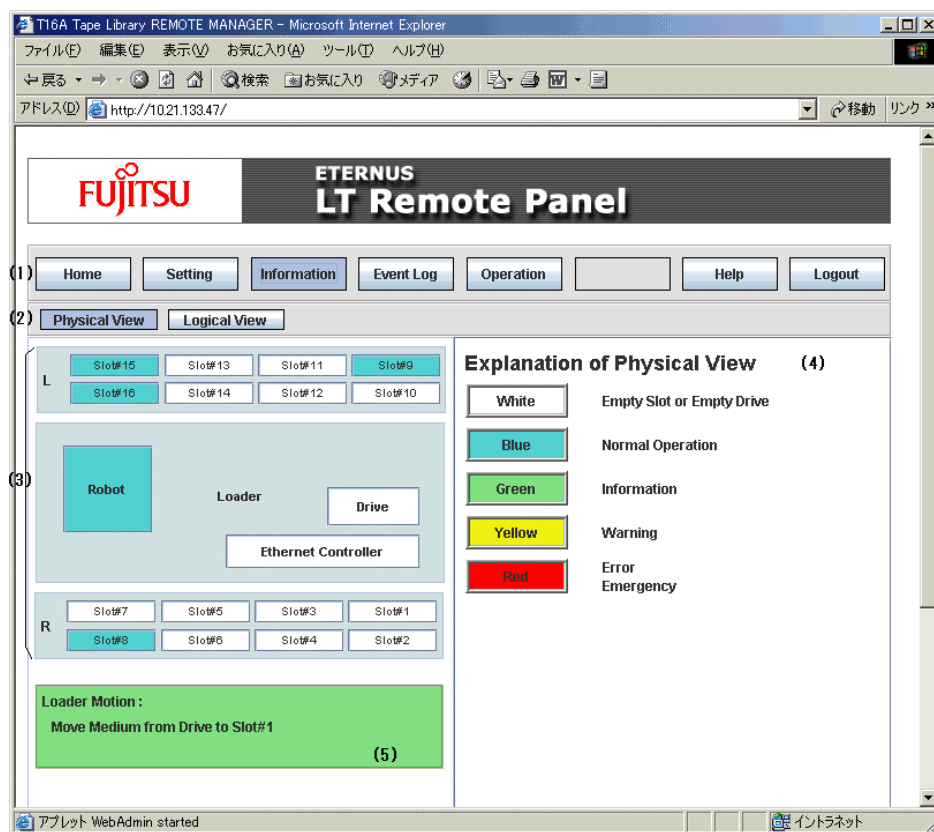 T16A Tape Library REMOTE MANAGER - Microsoft Internet Explorer
ファイル(F) 編集(E) 表示(V) お気に入り(A) ツール(T) ヘルプ(H)
戻る 検索 お気に入り メディア
アドレス(D) http://10.21.133.47/ 移動 リンク »
FUJITSU
ETERNUS
LT Remote Panel
(1) Home Setting Information Event Log Operation Help Logout
(2) Physical View Logical View
L
Slot#15 Slot#13 Slot#11 Slot#9
Slot#16 Slot#14 Slot#12 Slot#10
(3)
Robot
Loader
Drive
Ethernet Controller
R
Slot#7 Slot#5 Slot#3 Slot#1
Slot#8 Slot#6 Slot#4 Slot#2
Loader Motion :
Move Medium from Drive to Slot#1
(5)
Explanation of Physical View (4)
White Empty Slot or Empty Drive
Blue Normal Operation
Green Information
Yellow Warning
Red Error
Emergency
アプレット WebAdmin started イントラネット